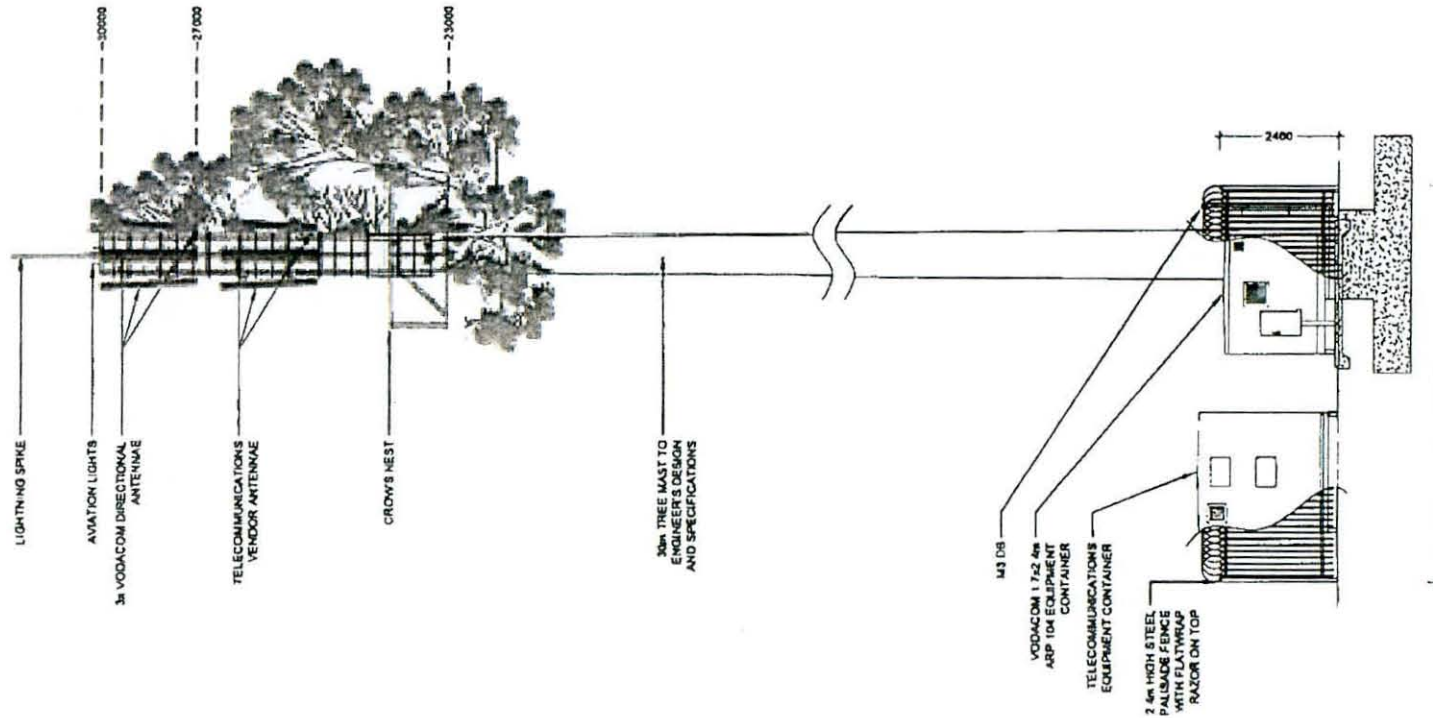 LIGHTNING SPIKE
AVIATION LIGHTS
3x VODACOM DIRECTIONAL
ANTENNAE
TELECOMMUNICATIONS
VENDOR ANTENNAE
CROWS NEST
30m TREE MAST TO
ENGINEER'S DESIGN
AND SPECIFICATIONS
M3 DB
VODACOM 1.7x2.4m
ARP 104 EQUIPMENT
CONTAINER
TELECOMMUNICATIONS
EQUIPMENT CONTAINER
2.4m HIGH STEEL
PALISADE FENCE
WITH FLATWRAP
RAZOR ON TOP
30000
27000
23000
2400